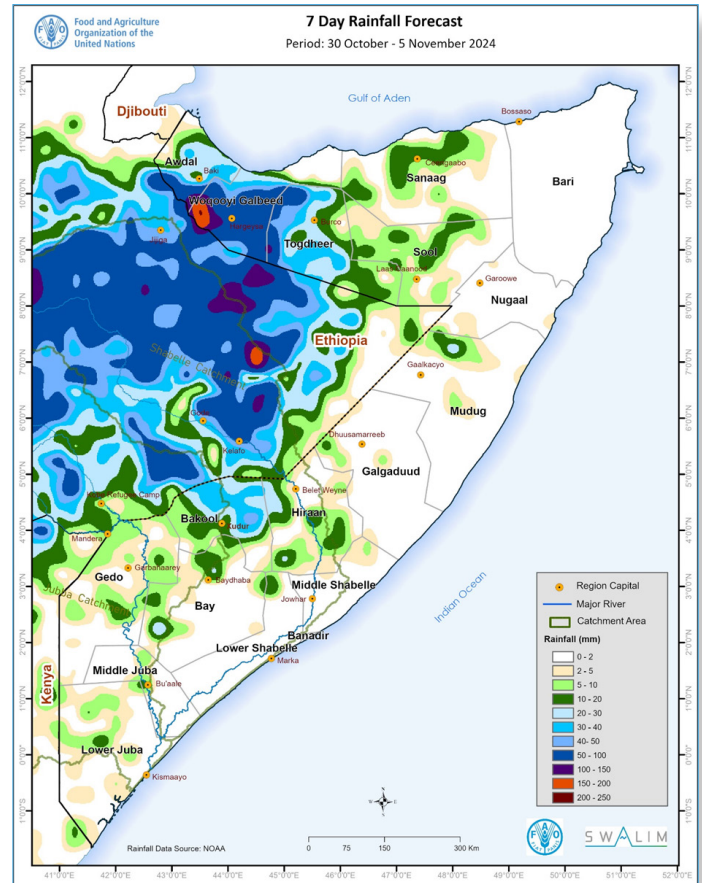 Food and Agriculture
Organization of the
United Nations
7 Day Rainfall Forecast
Period: 30 October - 5 November 2024
Gulf of Aden
Djibouti
Bossaso
Awdal
Baki
Ceerigaabo
Sanaag
Bari
Woqooyi Galbeed
Hargeysa
Burco
Jijiga
Togdheer
Sool
Laas Caanood
Garoowe
Nugaal
Ethiopia
Shabelle Catchment
Gaalkacyo
Mudug
Godey
Kelafo
Dhuusamarreeb
Galgaduud
Belet Weyne
Hiraan
Bakool
Kudur
Mandera
Garbahaarey
Gedo
Baydhaba
Jubba Catchment
Bay
Middle Shabelle
Jowhar
Banadir
Lower Shabelle
Marka
Indian Ocean
Middle Juba
Bu'aale
Kenya
Lower Juba
Kismaayo
Region Capital
Major River
Catchment Area
Rainfall (mm)
0 - 2
2 - 5
5 - 10
10 - 20
20 - 30
30 - 40
40- 50
50 - 100
100 - 150
150 - 200
200 - 250
Rainfall Data Source: NOAA
0 75 150 300 Km
FAO
SWALIM
12°0'0"N
11°0'0"N
10°0'0"N
9°0'0"N
8°0'0"N
7°0'0"N
6°0'0"N
5°0'0"N
4°0'0"N
3°0'0"N
2°0'0"N
1°0'0"N
0°0'0"
1°0'0"S
41°0'0"E 42°0'0"E 43°0'0"E 44°0'0"E 45°0'0"E 46°0'0"E 47°0'0"E 48°0'0"E 49°0'0"E 50°0'0"E 51°0'0"E 52°0'0"E